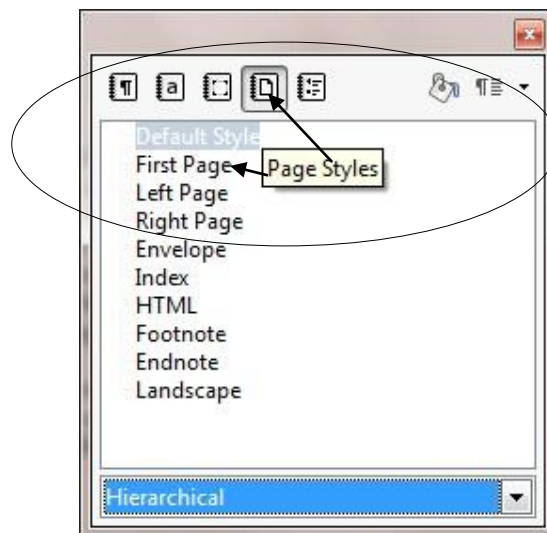 Default Style
First Page
Page Styles
Left Page
Right Page
Envelope
Index
HTML
Footnote
Endnote
Landscape
Hierarchical